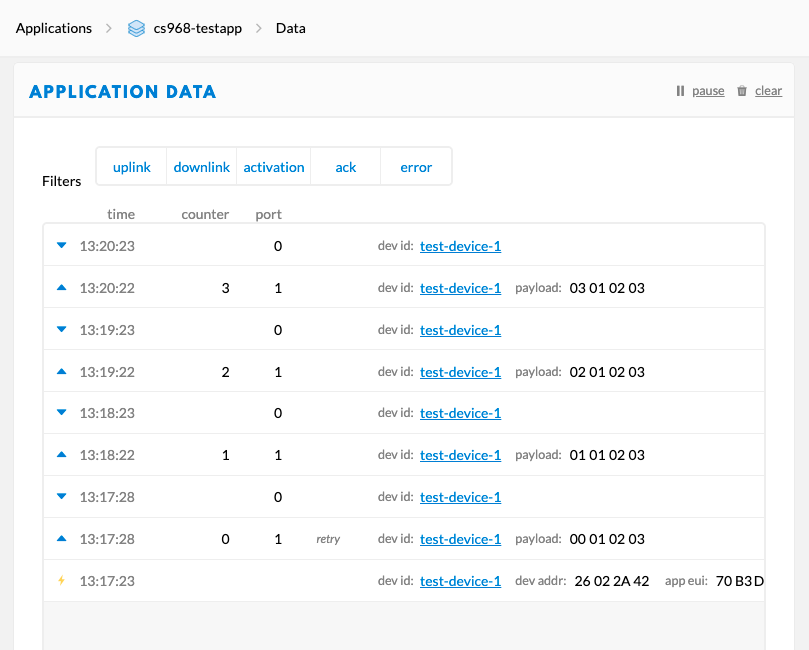 Applications > cs968-testapp > Data
APPLICATION DATA pause clear
Filters uplink downlink activation ack error
time counter port
13:20:23 0 dev id: test-device-1
13:20:22 3 1 dev id: test-device-1 payload: 03 01 02 03
13:19:23 0 dev id: test-device-1
13:19:22 2 1 dev id: test-device-1 payload: 02 01 02 03
13:18:23 0 dev id: test-device-1
13:18:22 1 1 dev id: test-device-1 payload: 01 01 02 03
13:17:28 0 dev id: test-device-1
13:17:28 0 1 retry dev id: test-device-1 payload: 00 01 02 03
13:17:23 dev id: test-device-1 dev addr: 26 02 2A 42 app eui: 70 B3 D